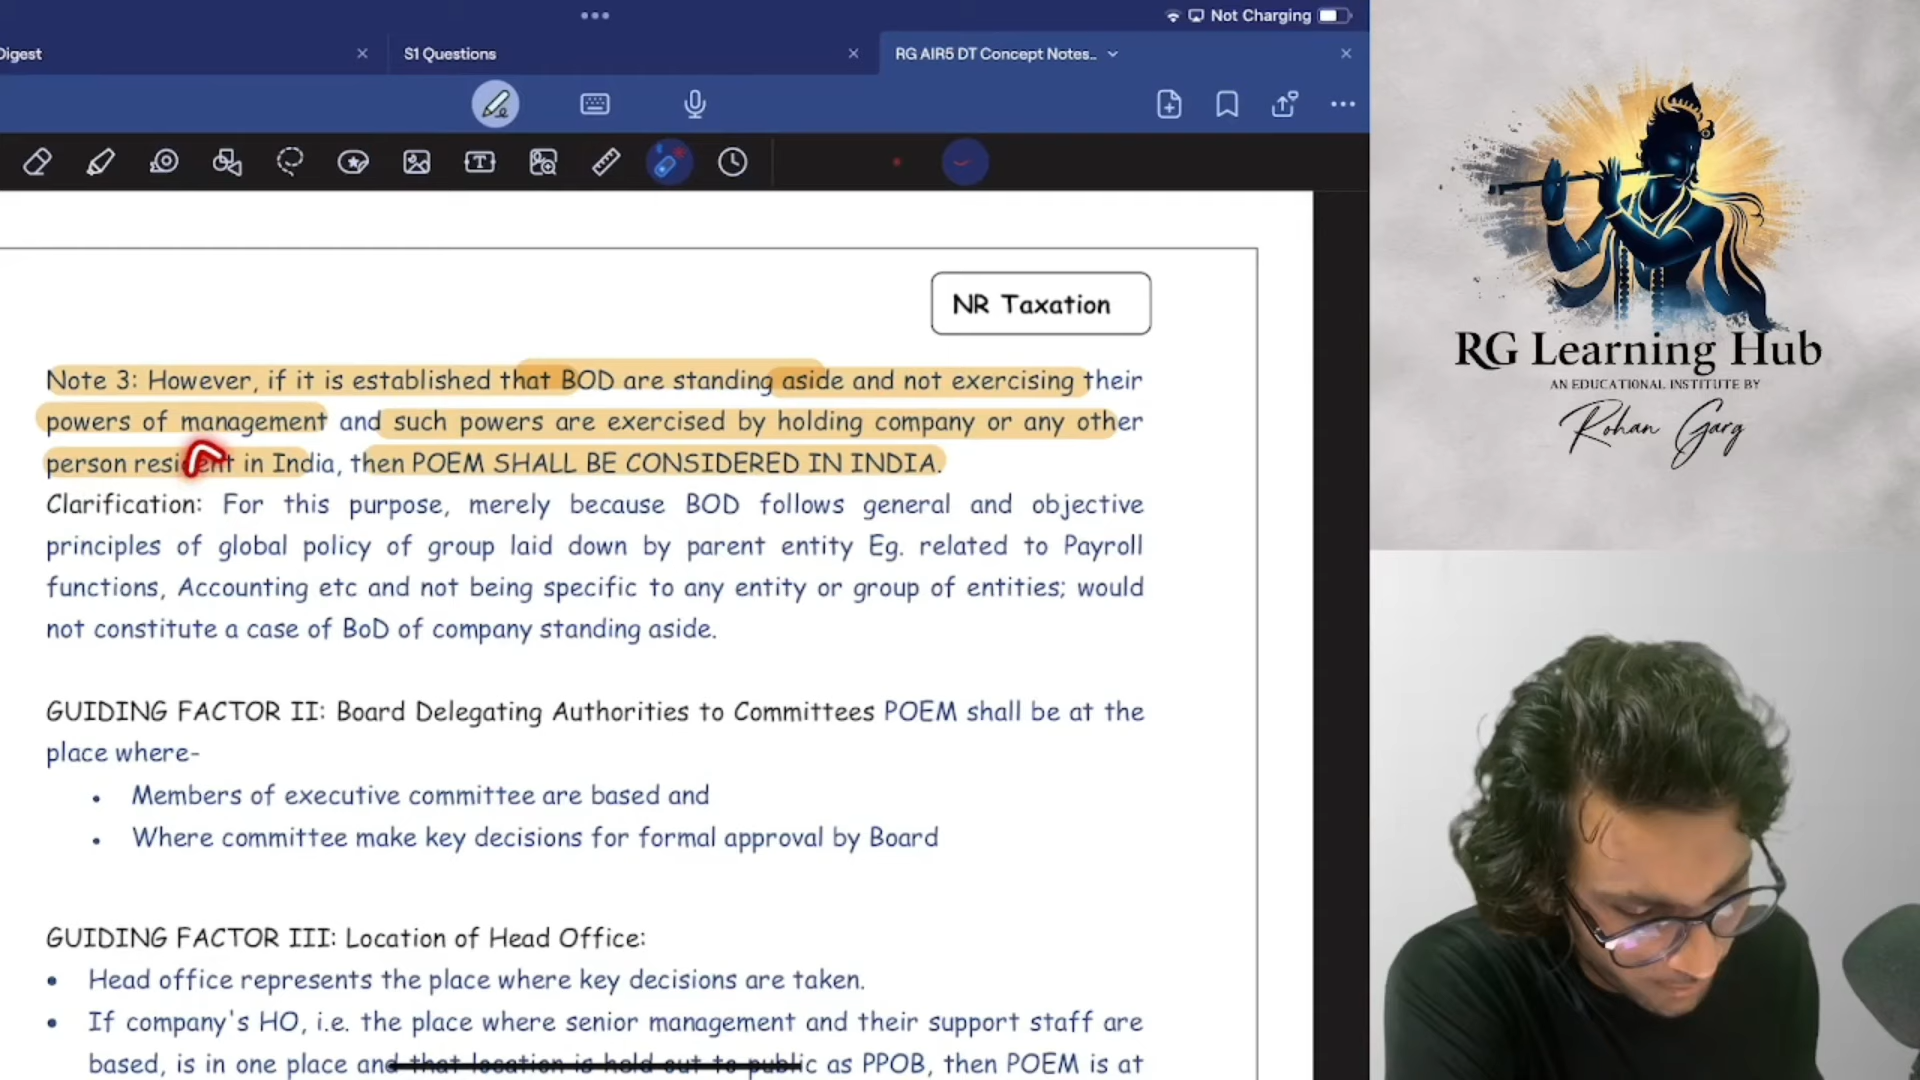 Not Charging
Digest
S1 Questions
RG AIR5 DT Concept Notes..
NR Taxation
Note 3: However, if it is established that BOD are standing aside and not exercising their
powers of management and such powers are exercised by holding company or any other
person resident in India, then POEM SHALL BE CONSIDERED IN INDIA.
Clarification: For this purpose, merely because BOD follows general and objective
principles of global policy of group laid down by parent entity Eg. related to Payroll
functions, Accounting etc and not being specific to any entity or group of entities; would
not constitute a case of BoD of company standing aside.
GUIDING FACTOR II: Board Delegating Authorities to Committees POEM shall be at the
place where-
• Members of executive committee are based and
• Where committee make key decisions for formal approval by Board
GUIDING FACTOR III: Location of Head Office:
• Head office represents the place where key decisions are taken.
• If company's HO, i.e. the place where senior management and their support staff are
based, is in one place and that location is held out to public as PPOB, then POEM is at
RG Learning Hub
AN EDUCATIONAL INSTITUTE BY
Rohan Garg